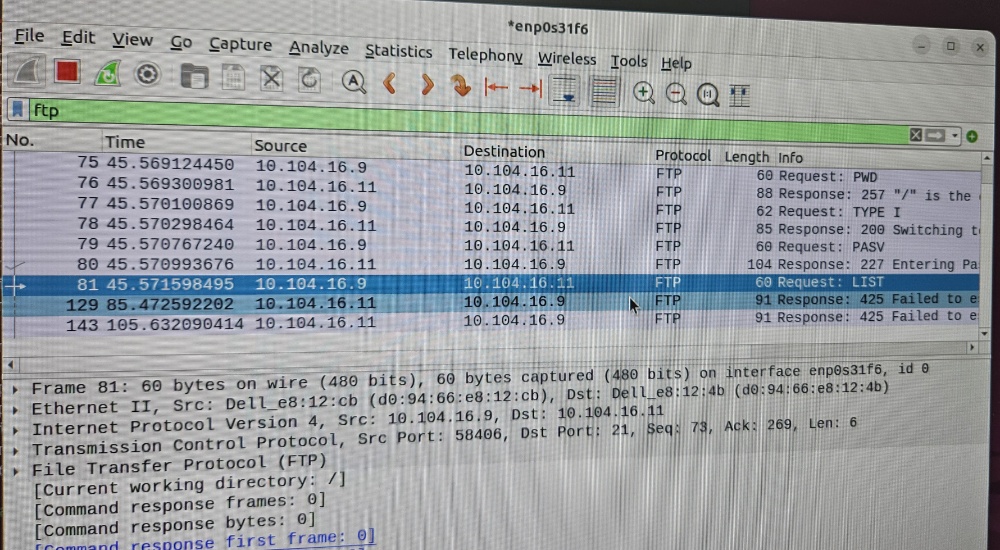 *enp0s31f6
File Edit View Go Capture Analyze Statistics Telephony Wireless Tools Help
ftp
No. Time Source Destination Protocol Length Info
75 45.569124450 10.104.16.9 10.104.16.11 FTP 60 Request: PWD
76 45.569300981 10.104.16.11 10.104.16.9 FTP 88 Response: 257 "/" is the
77 45.570100869 10.104.16.9 10.104.16.11 FTP 62 Request: TYPE I
78 45.570298464 10.104.16.11 10.104.16.9 FTP 85 Response: 200 Switching t
79 45.570767240 10.104.16.9 10.104.16.11 FTP 60 Request: PASV
80 45.570993676 10.104.16.11 10.104.16.9 FTP 104 Response: 227 Entering Pa
81 45.571598495 10.104.16.9 10.104.16.11 FTP 60 Request: LIST
129 85.472592202 10.104.16.11 10.104.16.9 FTP 91 Response: 425 Failed to e
143 105.632090414 10.104.16.11 10.104.16.9 FTP 91 Response: 425 Failed to e
Frame 81: 60 bytes on wire (480 bits), 60 bytes captured (480 bits) on interface enp0s31f6, id 0
Ethernet II, Src: Dell_e8:12:cb (d0:94:66:e8:12:cb), Dst: Dell_e8:12:4b (d0:94:66:e8:12:4b)
Internet Protocol Version 4, Src: 10.104.16.9, Dst: 10.104.16.11
Transmission Control Protocol, Src Port: 58406, Dst Port: 21, Seq: 73, Ack: 269, Len: 6
File Transfer Protocol (FTP)
[Current working directory: /]
[Command response frames: 0]
[Command response bytes: 0]
[Command response first frame: 0]